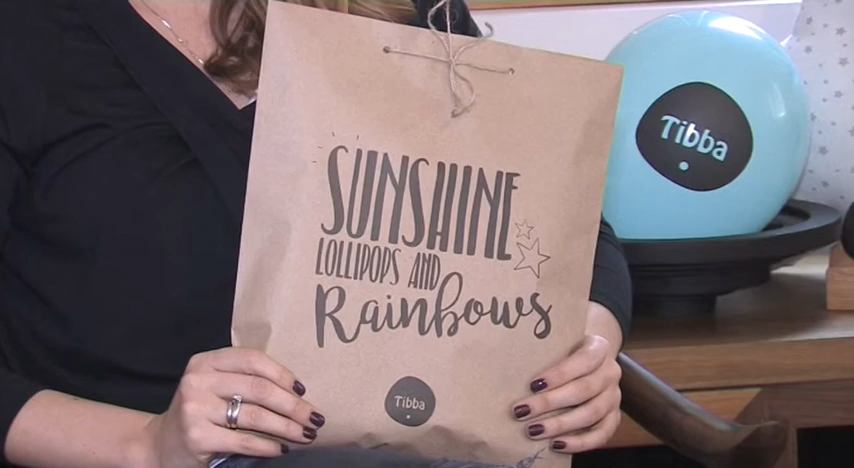 SUNSHINE
LOLLIPOPS AND
Rainbows
Tibba
Tibba